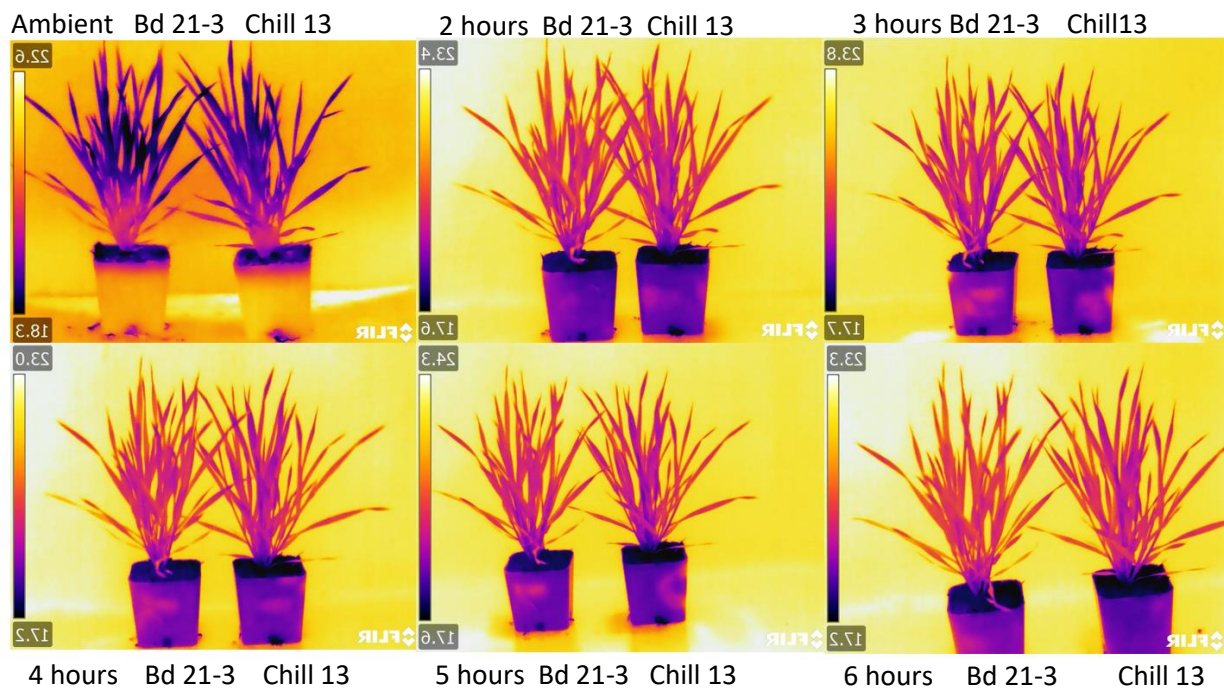 Ambient Bd 21-3 Chill 13
2 hours Bd 21-3 Chill 13
3 hours Bd 21-3 Chill13
22.6
23.4
23.8
18.3
FLIR
17.6
FLIR
17.7
FLIR
23.0
24.3
23.3
17.2
FLIR
17.6
FLIR
17.2
FLIR
4 hours Bd 21-3 Chill 13
5 hours Bd 21-3 Chill 13
6 hours Bd 21-3 Chill 13